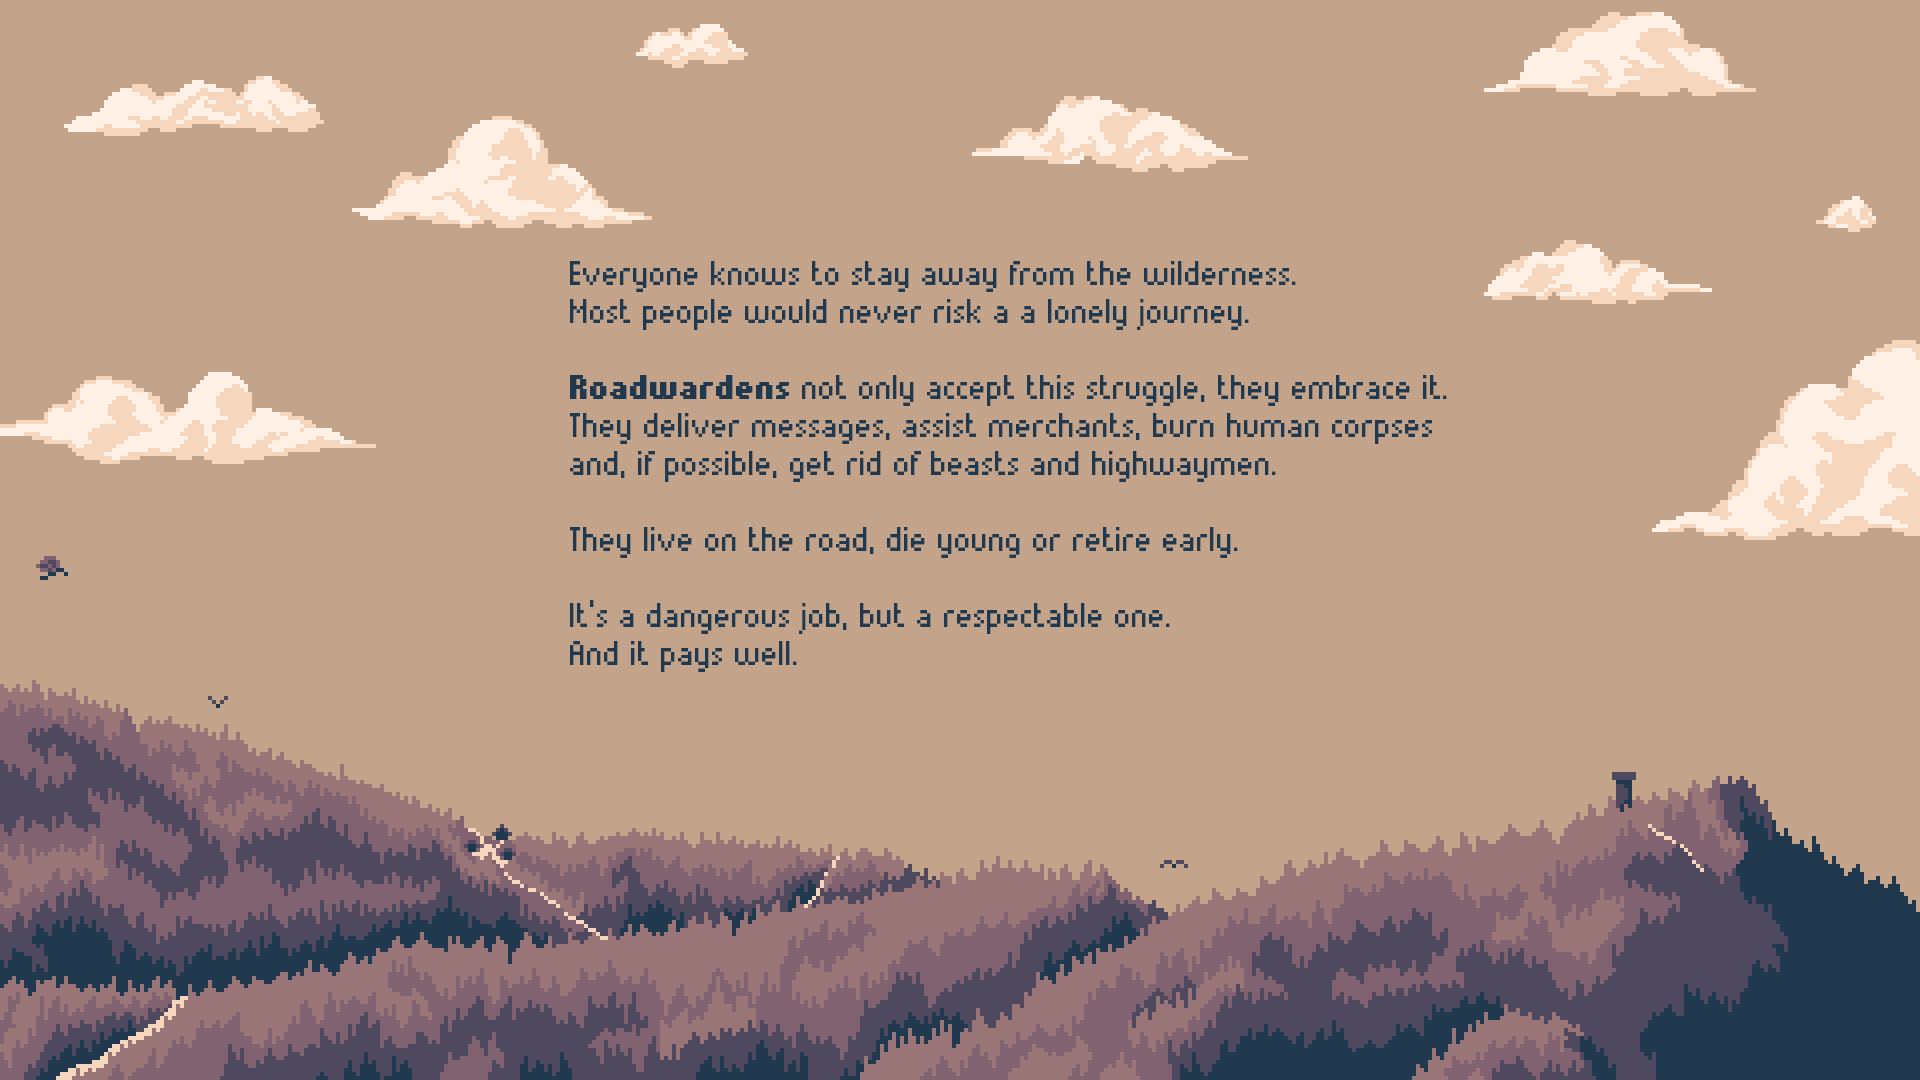 Everyone knows to stay away from the wilderness.
Most people would never risk a a lonely journey.
Roadwardens not only accept this struggle, they embrace it.
They deliver messages, assist merchants, burn human corpses
and, if possible, get rid of beasts and highwaymen.
They live on the road, die young or retire early.
It's a dangerous job, but a respectable one.
And it pays well.